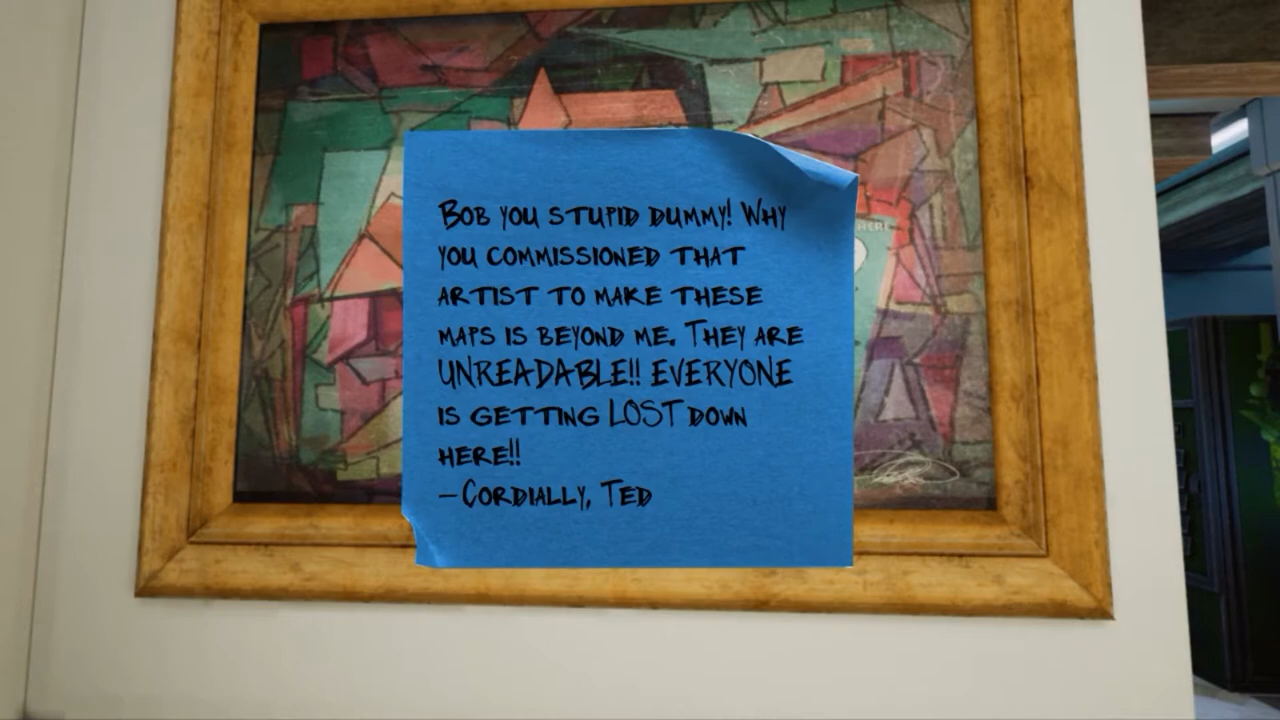 Bob you stupid dummy! Why
you commissioned that
artist to make these
maps is beyond me. They are
UNREADABLE!! EVERYONE
is getting LOST down
here!!
–Cordially, Ted
HERE